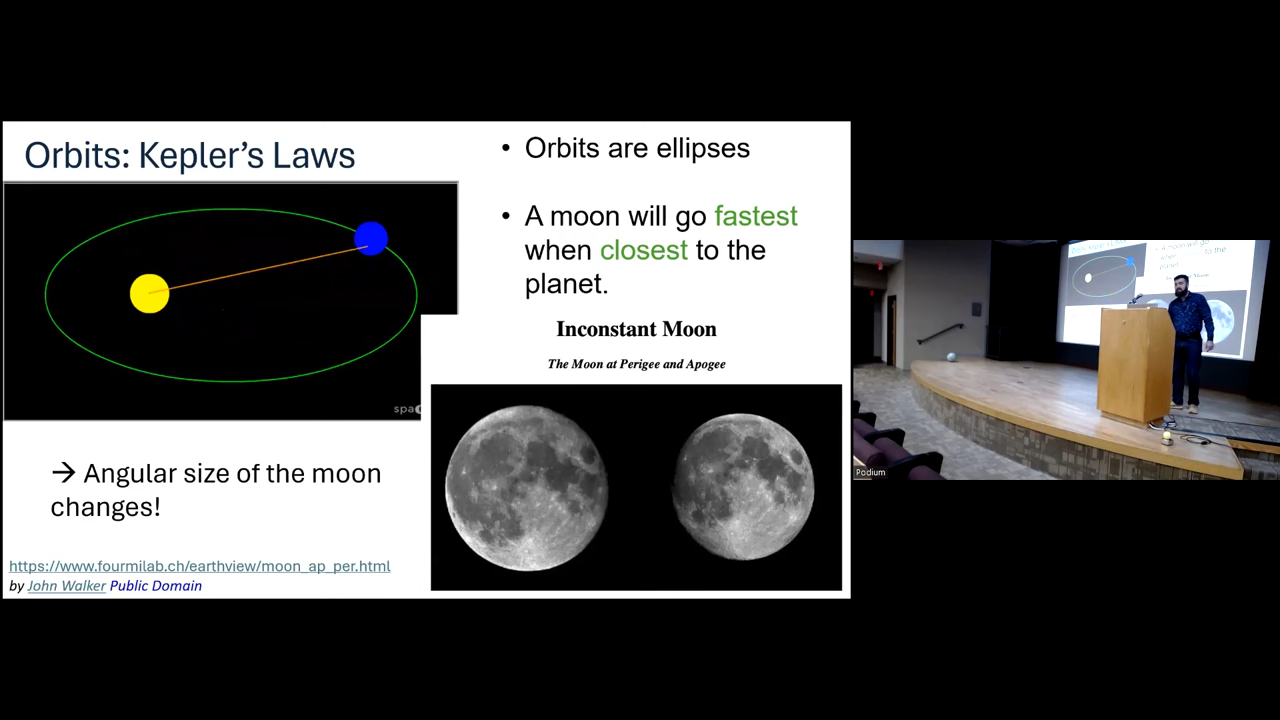 Orbits: Kepler's Laws
• Orbits are ellipses
• A moon will go fastest
when closest to the
planet.
Inconstant Moon
The Moon at Perigee and Apogee
→ Angular size of the moon
changes!
https://www.fourmilab.ch/earthview/moon_ap_per.html
by John Walker Public Domain
Podium